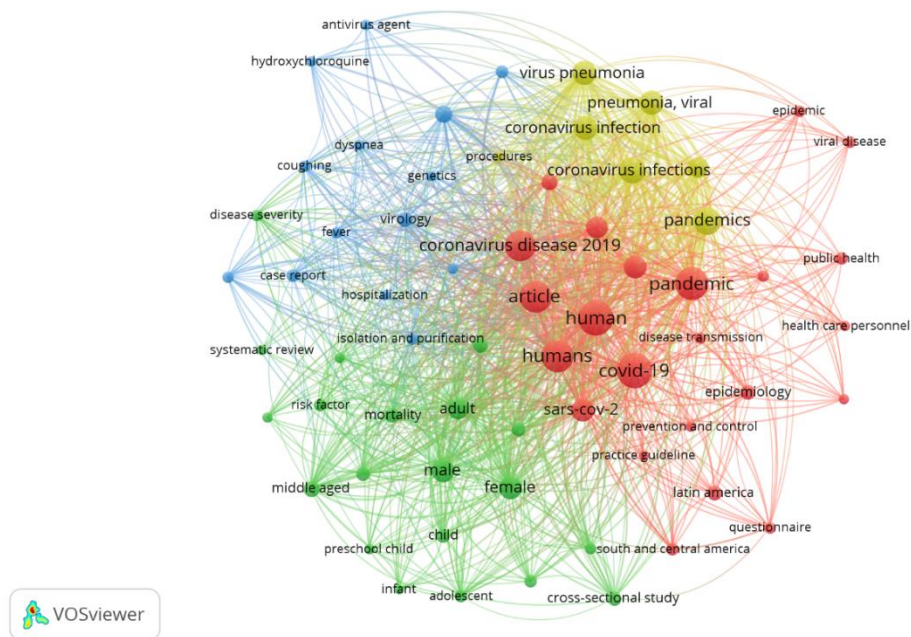 antivirus agent
hydroxychloroquine
virus pneumonia
pneumonia, viral
epidemic
coronavirus infection
viral disease
dyspnea
procedures
coughing
genetics
coronavirus infections
disease severity
virology
pandemics
fever
coronavirus disease 2019
public health
case report
pandemic
hospitalization
article
human
health care personnel
isolation and purification
disease transmission
systematic review
humans
covid-19
epidemiology
risk factor
mortality
adult
sars-cov-2
prevention and control
practice guideline
male
middle aged
female
latin america
questionnaire
child
preschool child
south and central america
infant
adolescent
cross-sectional study
VOSviewer